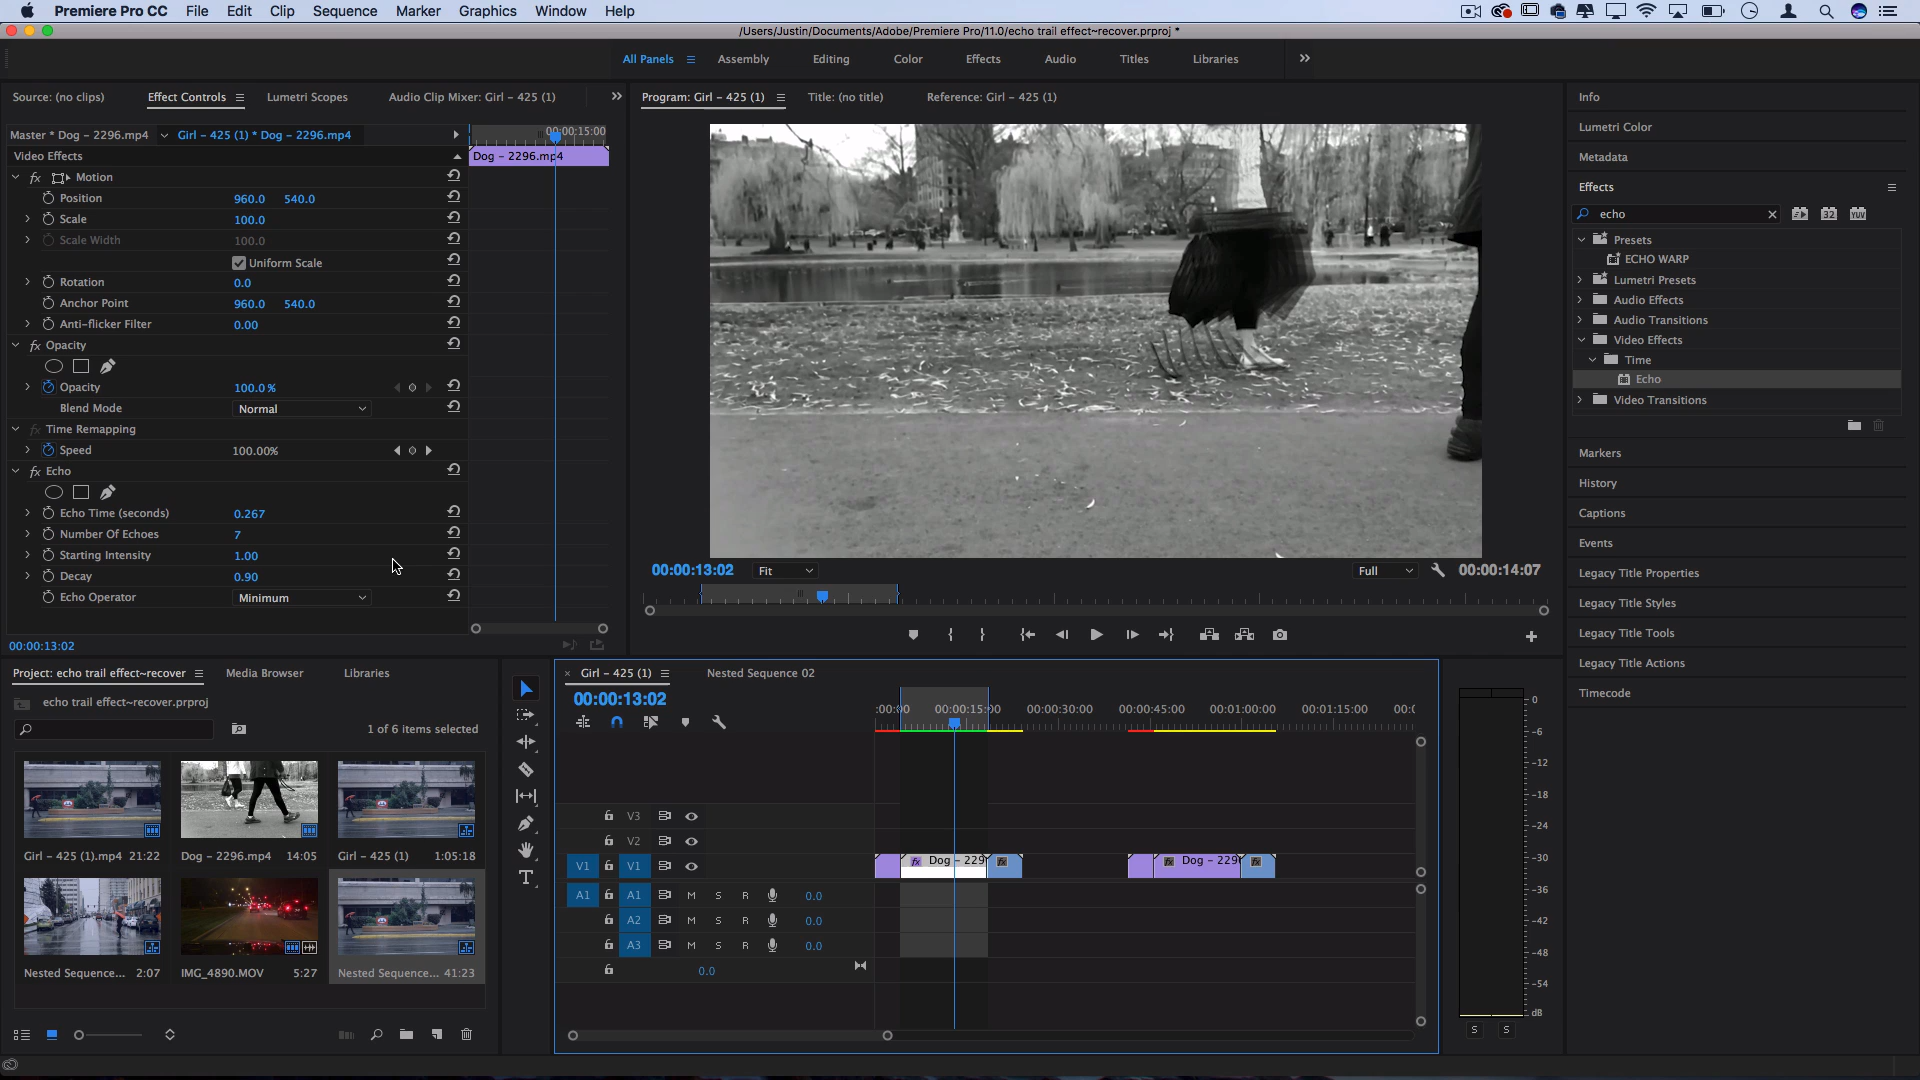 Premiere Pro CC File Edit Clip Sequence Marker Graphics Window Help
/Users/Justin/Documents/Adobe/Premiere Pro/11.0/echo trail effect~recover.prproj *
All Panels Assembly Editing Color Effects Audio Titles Libraries
Source: (no clips) Effect Controls Lumetri Scopes Audio Clip Mixer: Girl - 425 (1)
Master * Dog - 2296.mp4 Girl - 425 (1) * Dog - 2296.mp4
00:00:15:00
Video Effects
Dog - 2296.mp4
fx Motion
Position 960.0 540.0
Scale 100.0
Scale Width 100.0
Uniform Scale
Rotation 0.0
Anchor Point 960.0 540.0
Anti-flicker Filter 0.00
fx Opacity
Opacity 100.0 %
Blend Mode Normal
fx Time Remapping
Speed 100.00%
fx Echo
Echo Time (seconds) 0.267
Number Of Echoes 7
Starting Intensity 1.00
Decay 0.90
Echo Operator Minimum
00:00:13:02
Program: Girl - 425 (1) Title: (no title) Reference: Girl - 425 (1)
00:00:13:02 Fit Full 00:00:14:07
Info
Lumetri Color
Metadata
Effects
echo 32 YUV
Presets
ECHO WARP
Lumetri Presets
Audio Effects
Audio Transitions
Video Effects
Time
Echo
Video Transitions
Markers
History
Captions
Events
Legacy Title Properties
Legacy Title Styles
Legacy Title Tools
Legacy Title Actions
Timecode
Project: echo trail effect~recover Media Browser Libraries
echo trail effect~recover.prproj
1 of 6 items selected
Girl - 425 (1).mp4 21:22 Dog - 2296.mp4 14:05 Girl - 425 (1) 1:05:18
Nested Sequence... 2:07 IMG_4890.MOV 5:27 Nested Sequence... 41:23
× Girl - 425 (1) Nested Sequence 02
00:00:13:02
:00:00 00:00:15:00 00:00:30:00 00:00:45:00 00:01:00:00 00:01:15:00 00:(
V3
V2
V1 V1
fx Dog - 229 fx fx Dog - 229 fx
A1 A1 M S R 0.0
A2 M S R 0.0
A3 M S R 0.0
0.0
0
-6
-12
-18
-24
-30
-36
-42
-48
-54
dB
S S